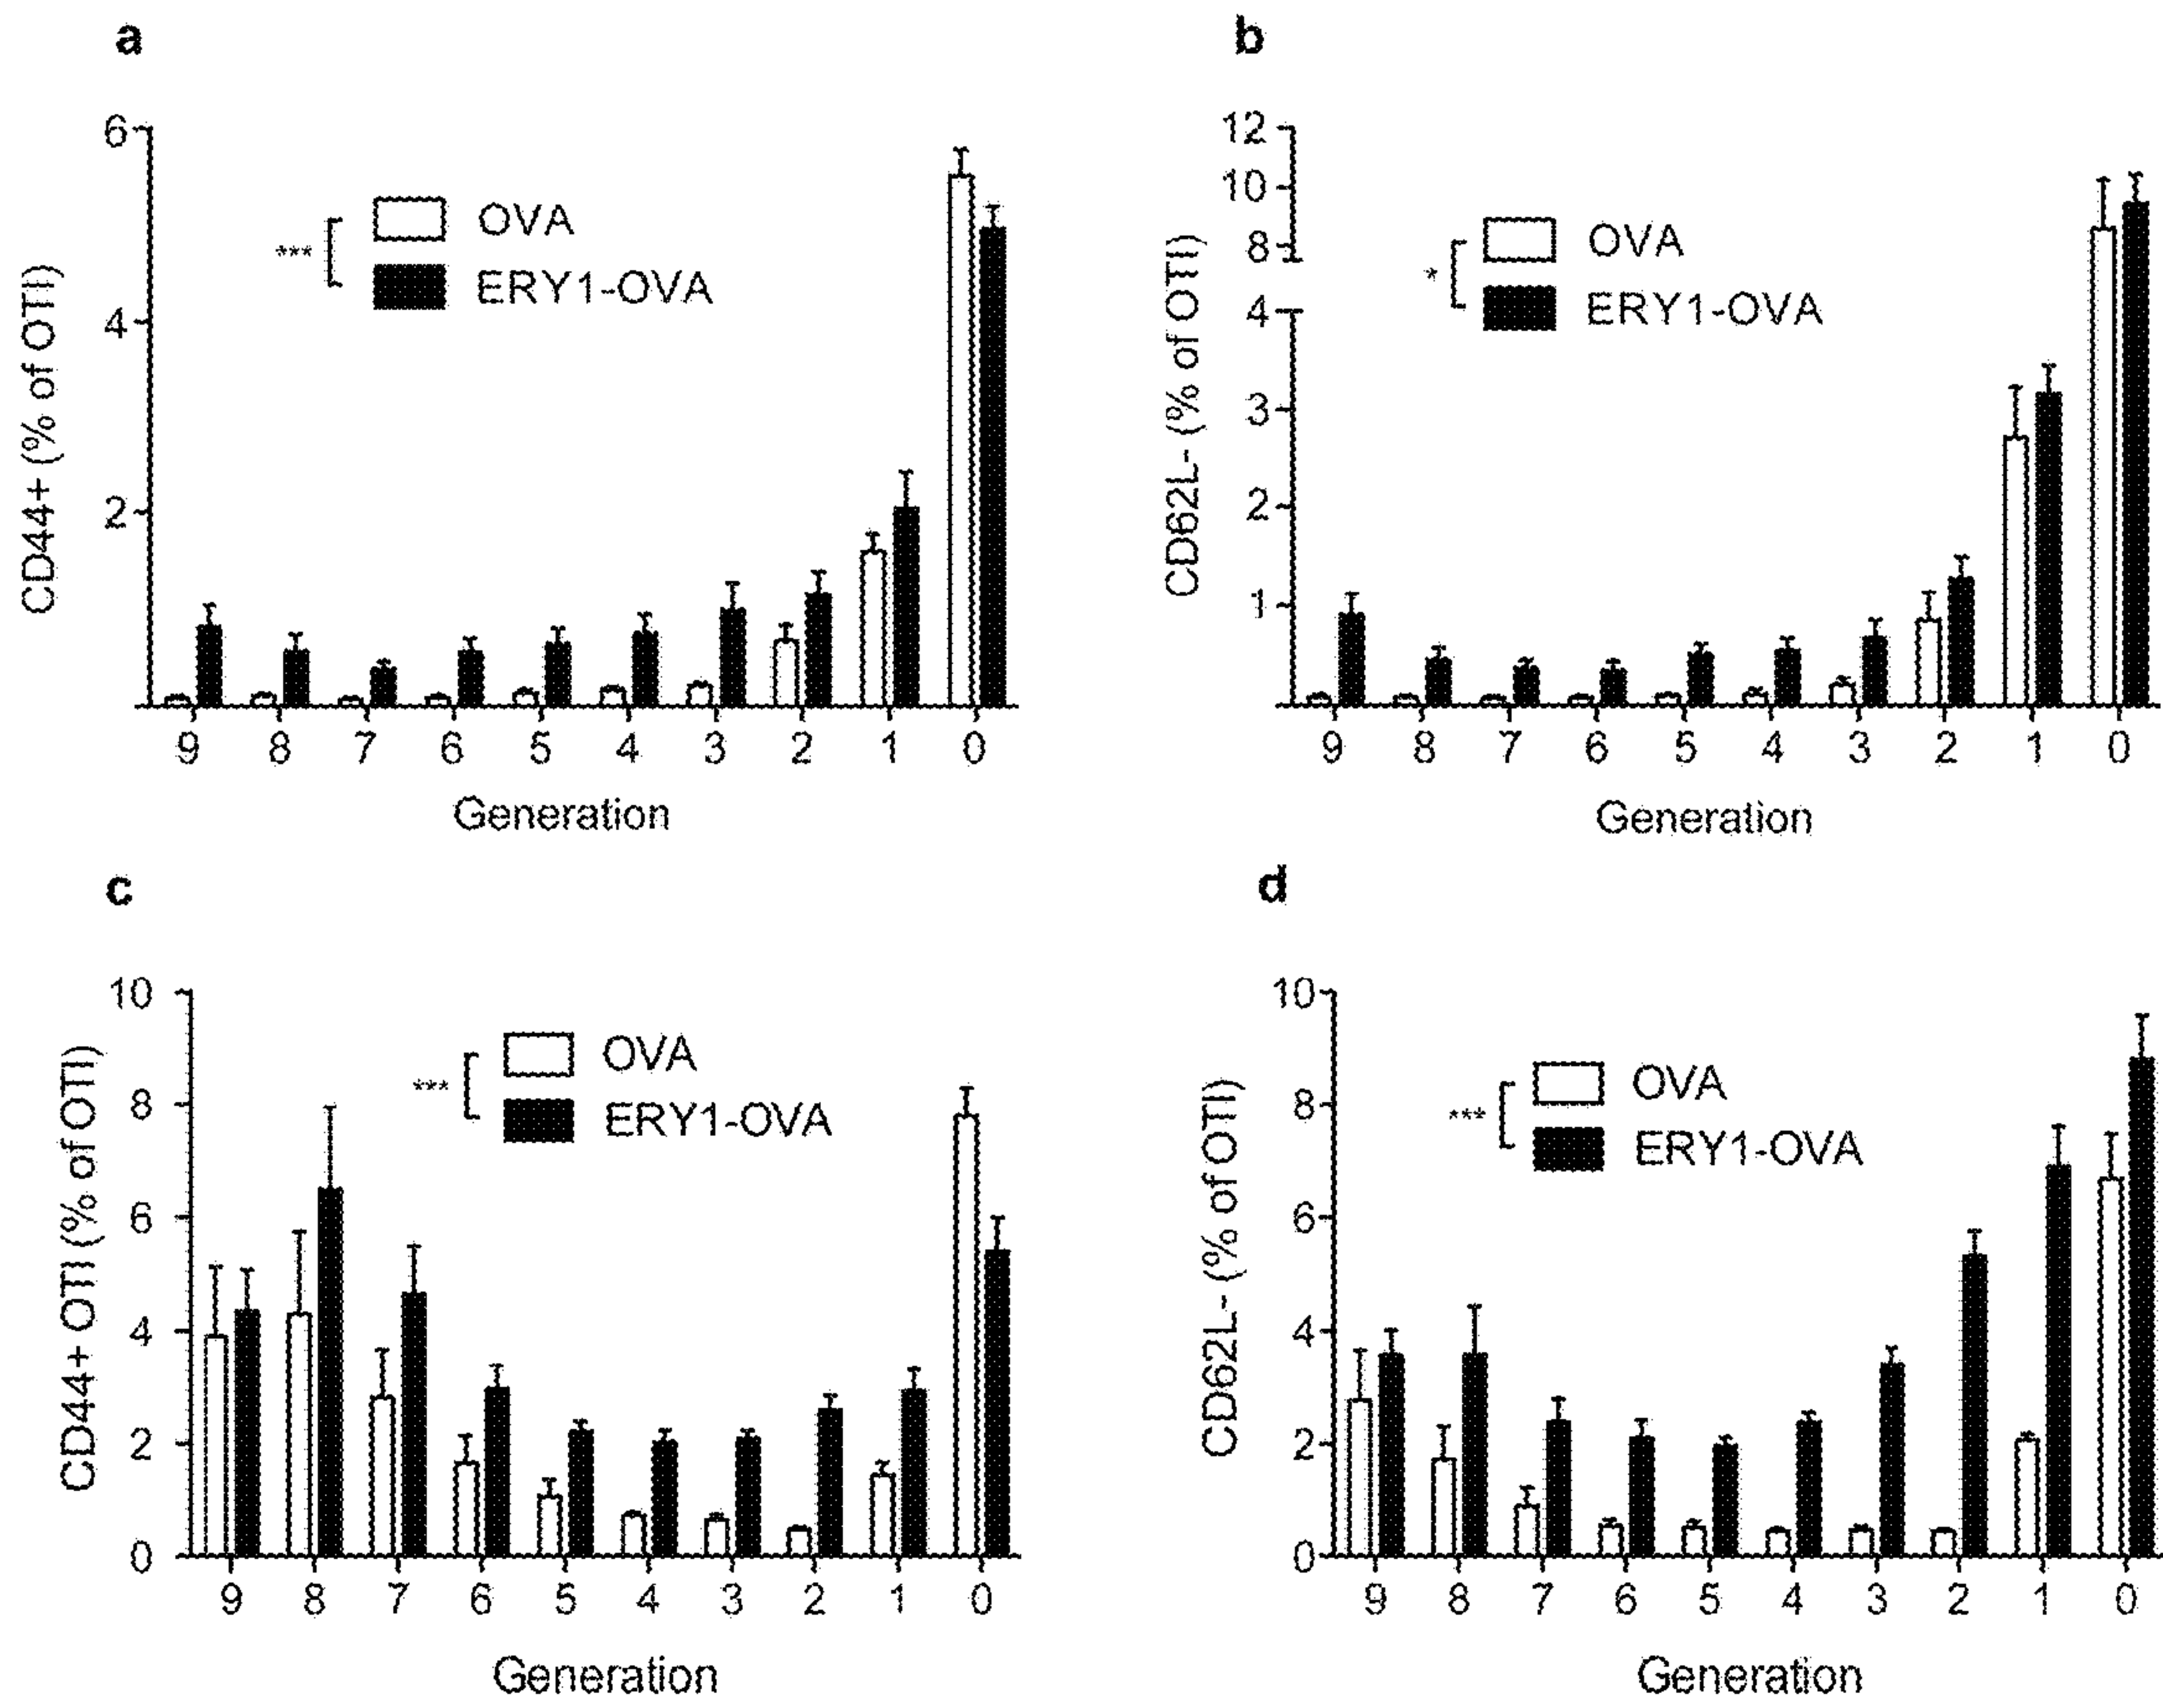 a
6
4
2
CD44+ (% of OTI)
***
OVA
ERY1-OVA
9 8 7 6 5 4 3 2 1 0
Generation
b
12
10
8
4
3
2
1
CD62L- (% of OTI)
*
OVA
ERY1-OVA
9 8 7 6 5 4 3 2 1 0
Generation
c
10
8
6
4
2
0
CD44+ OTI (% of OTI)
***
OVA
ERY1-OVA
9 8 7 6 5 4 3 2 1 0
Generation
d
10
8
6
4
2
0
CD62L- (% of OTI)
***
OVA
ERY1-OVA
9 8 7 6 5 4 3 2 1 0
Generation